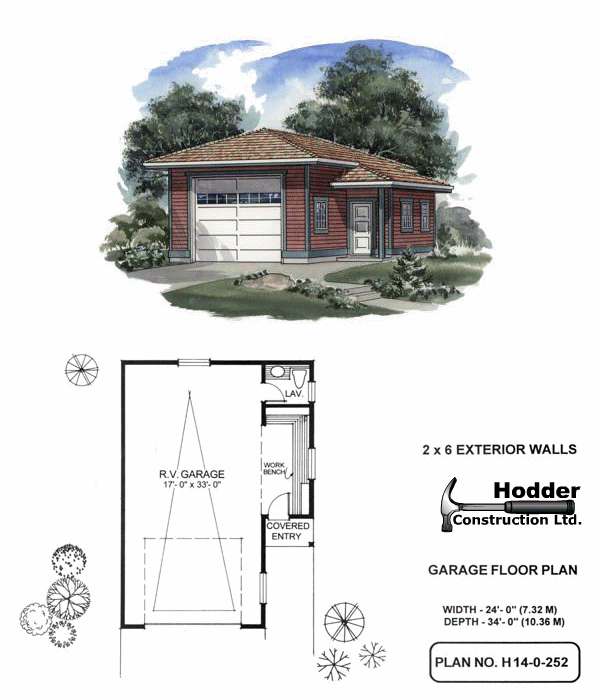 LAV.
WORK
BENCH
R.V. GARAGE
17'- 0" x 33'- 0"
COVERED
ENTRY
2 x 6 EXTERIOR WALLS
Hodder
Construction Ltd.
GARAGE FLOOR PLAN
WIDTH - 24'- 0" (7.32 M)
DEPTH - 34'- 0" (10.36 M)
PLAN NO. H14-0-252